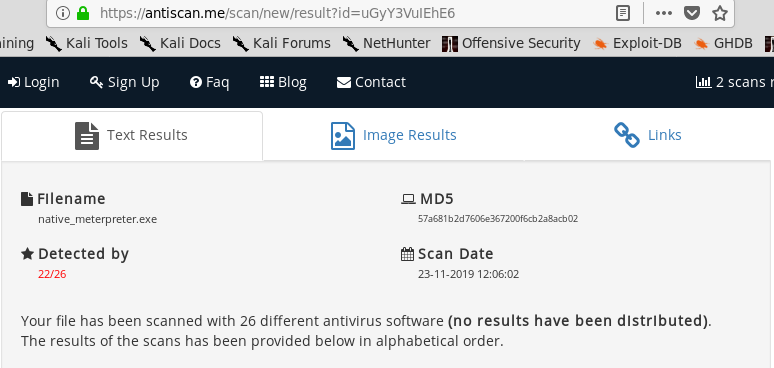 https://antiscan.me/scan/new/result?id=uGyY3VuIEhE6
ining Kali Tools Kali Docs Kali Forums NetHunter Offensive Security Exploit-DB GHDB
Login Sign Up Faq Blog Contact 2 scans r
Text Results Image Results Links
Filename MD5
native_meterpreter.exe 57a681b2d7606e367200f6cb2a8acb02
Detected by Scan Date
22/26 23-11-2019 12:06:02
Your file has been scanned with 26 different antivirus software (no results have been distributed).
The results of the scans has been provided below in alphabetical order.